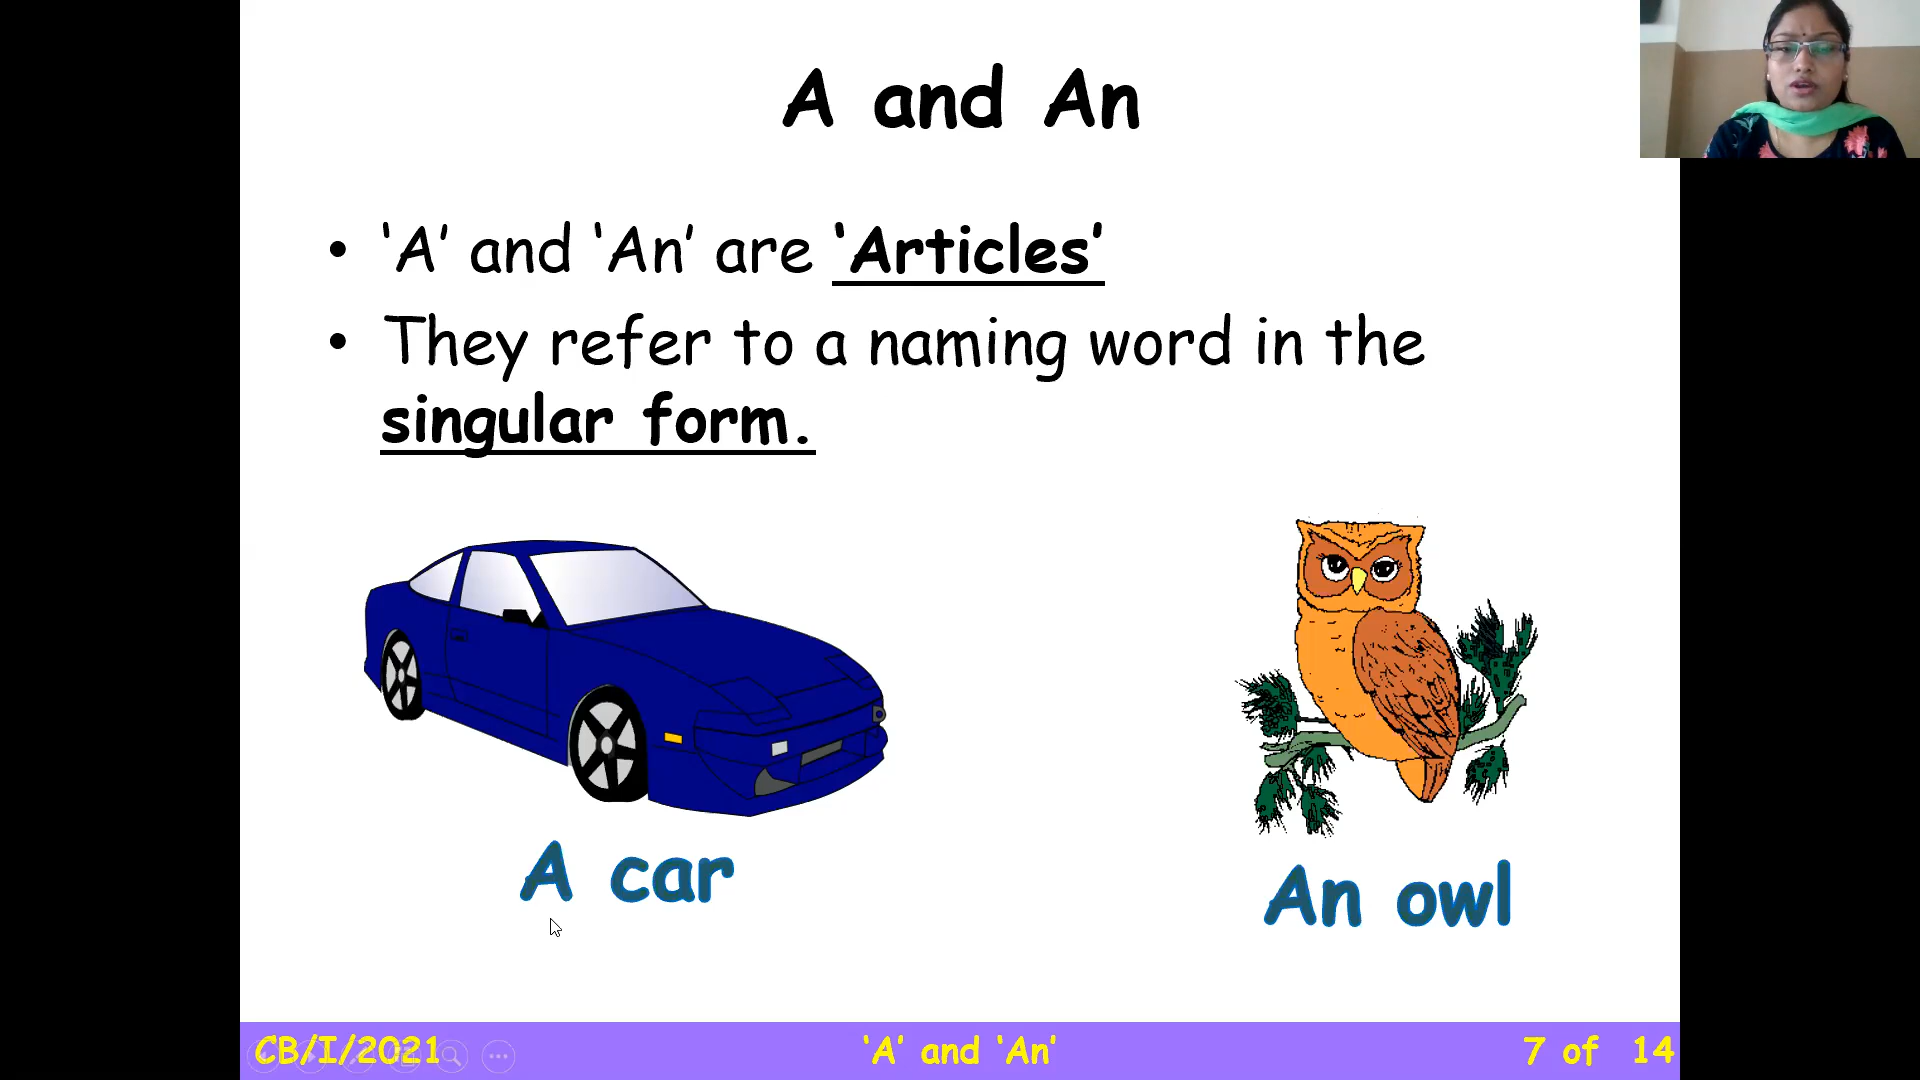 A and An
• ‘A’ and ‘An’ are ‘Articles’
• They refer to a naming word in the
singular form.
A car
An owl
CB/I/2021
‘A’ and ‘An’
7 of 14